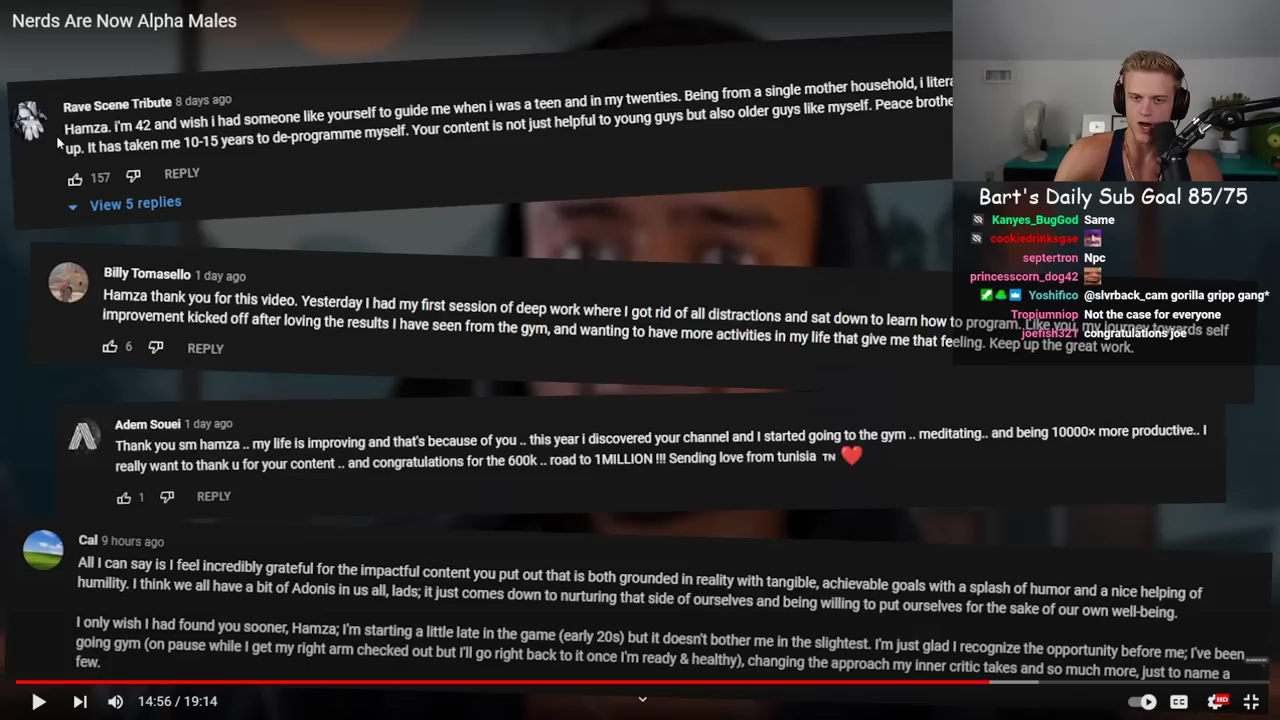 Nerds Are Now Alpha Males
Rave Scene Tribute 8 days ago
Hamza. i'm 42 and wish i had someone like yourself to guide me when i was a teen and in my twenties. Being from a single mother household, i litera
up. It has taken me 10-15 years to de-programme myself. Your content is not just helpful to young guys but also older guys like myself. Peace brothe
157 REPLY
View 5 replies
Billy Tomasello 1 day ago
Hamza thank you for this video. Yesterday I had my first session of deep work where I got rid of all distractions and sat down to learn how to program. Like you, my journey towards self
improvement kicked off after loving the results I have seen from the gym, and wanting to have more activities in my life that give me that feeling. Keep up the great work.
6 REPLY
Adem Souei 1 day ago
Thank you sm hamza .. my life is improving and that's because of you .. this year i discovered your channel and I started going to the gym .. meditating.. and being 10000× more productive.. I
really want to thank u for your content .. and congratulations for the 600k .. road to 1MILLION !!! Sending love from tunisia TN ❤️
1 REPLY
Cal 9 hours ago
All I can say is I feel incredibly grateful for the impactful content you put out that is both grounded in reality with tangible, achievable goals with a splash of humor and a nice helping of
humility. I think we all have a bit of Adonis in us all, lads; it just comes down to nurturing that side of ourselves and being willing to put ourselves for the sake of our own well-being.
I only wish I had found you sooner, Hamza; I'm starting a little late in the game (early 20s) but it doesn't bother me in the slightest. I'm just glad I recognize the opportunity before me; I've been
going gym (on pause while I get my right arm checked out but I'll go right back to it once I'm ready & healthy), changing the approach my inner critic takes and so much more, just to name a
few.
Bart's Daily Sub Goal 85/75
Kanyes_BugGod Same
cookiedrinksgae
septertron Npc
princesscorn_dog42
Yoshifico @slvrback_cam gorilla gripp gang*
Tropjumniop Not the case for everyone
joefish321 congratulations joe
14:56 / 19:14
CC
HD